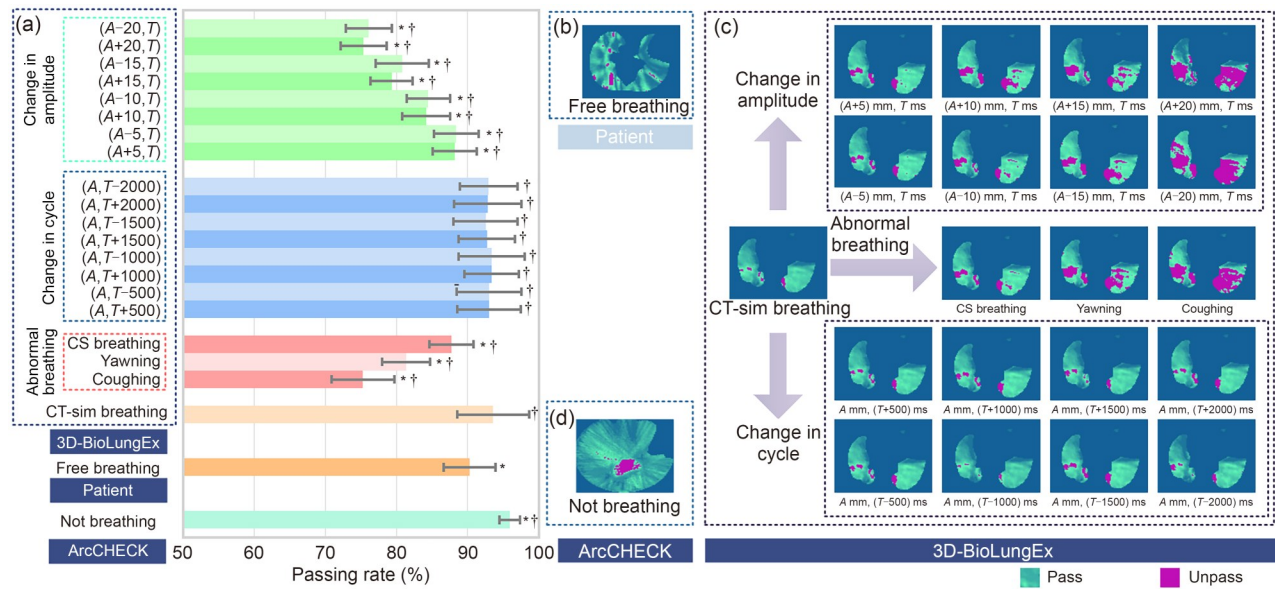 (a)
Change in amplitude
(A−20,T) * †
(A+20,T) * †
(A−15,T) * †
(A+15,T) * †
(A−10,T) * †
(A+10,T) * †
(A−5,T) * †
(A+5,T) * †
Change in cycle
(A,T−2000) †
(A,T+2000) †
(A,T−1500) †
(A,T+1500) †
(A,T−1000) †
(A,T+1000) †
(A,T−500) †
(A,T+500) †
Abnormal breathing
CS breathing * †
Yawning * †
Coughing * †
CT-sim breathing †
3D-BioLungEx
Free breathing *
Patient
Not breathing * †
ArcCHECK
50 60 70 80 90 100
Passing rate (%)
(b)
Free breathing
Patient
(d)
Not breathing
ArcCHECK
(c)
Change in
amplitude
(A+5) mm, T ms (A+10) mm, T ms (A+15) mm, T ms (A+20) mm, T ms
(A−5) mm, T ms (A−10) mm, T ms (A−15) mm, T ms (A−20) mm, T ms
Abnormal
breathing
CT-sim breathing
CS breathing Yawning Coughing
Change in
cycle
A mm, (T+500) ms A mm, (T+1000) ms A mm, (T+1500) ms A mm, (T+2000) ms
A mm, (T−500) ms A mm, (T−1000) ms A mm, (T−1500) ms A mm, (T−2000) ms
3D-BioLungEx
Pass Unpass